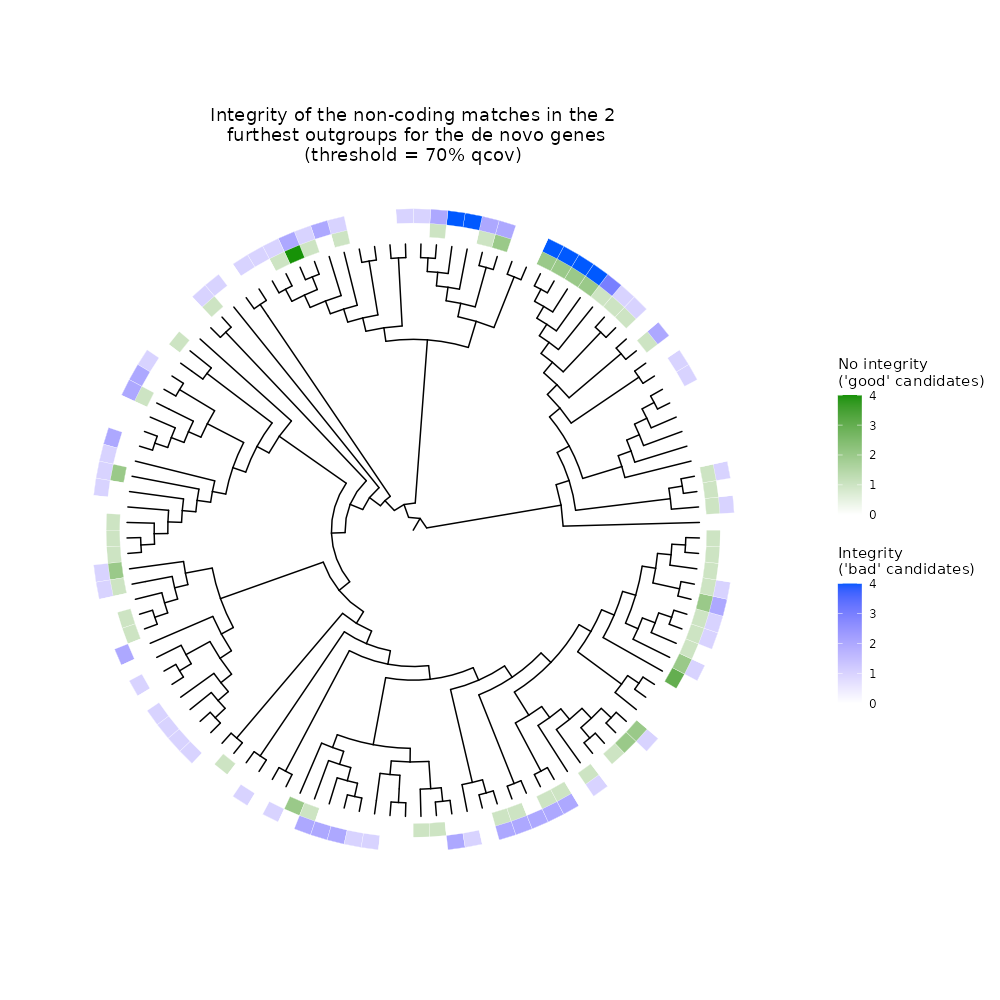 Integrity of the non-coding matches in the 2
furthest outgroups for the de novo genes
(threshold = 70% qcov)
No integrity
('good' candidates)
4
3
2
1
0
Integrity
('bad' candidates)
4
3
2
1
0